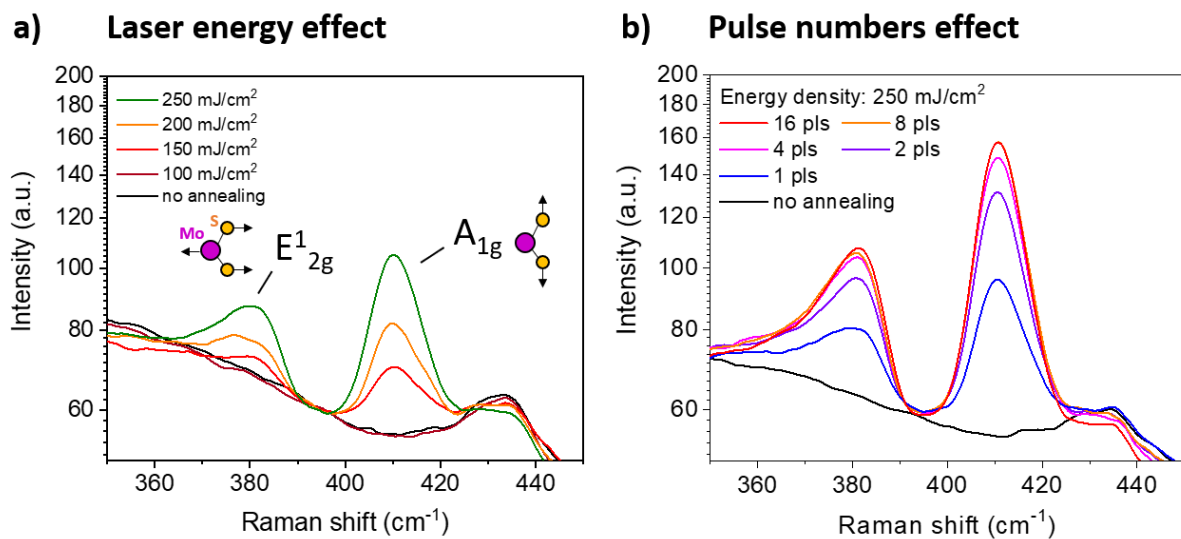 a) Laser energy effect
200
180
160
140
120
100
80
60
Intensity (a.u.)
250 mJ/cm²
200 mJ/cm²
150 mJ/cm²
100 mJ/cm²
no annealing
Mo
S
E¹2g
A1g
360 380 400 420 440
Raman shift (cm⁻¹)
b) Pulse numbers effect
200
180
160
140
120
100
80
60
Intensity (a.u.)
Energy density: 250 mJ/cm²
16 pls 8 pls
4 pls 2 pls
1 pls
no annealing
360 380 400 420 440
Raman shift (cm⁻¹)